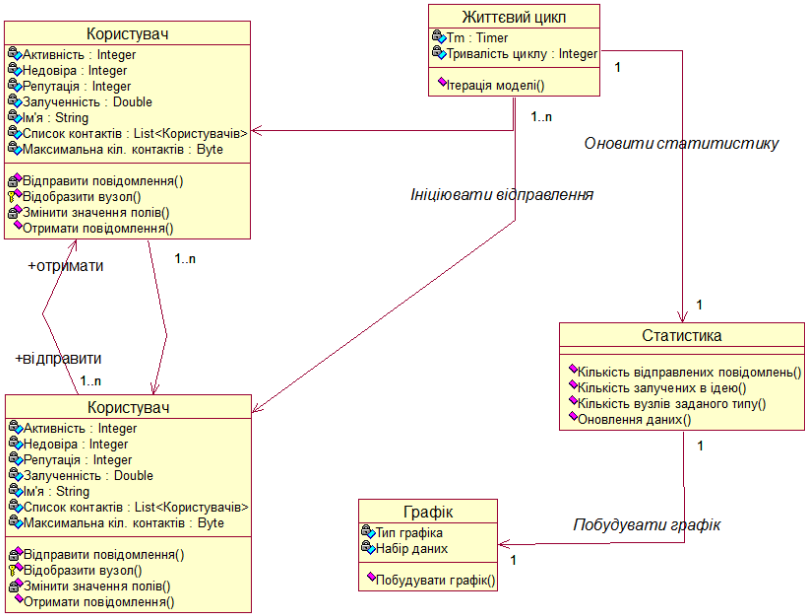 Користувач
Активність : Integer
Недовіра : Integer
Репутація : Integer
Залученність : Double
Ім'я : String
Список контактів : List<Користувачів>
Максимальна кіл. контактів : Byte
Відправити повідомлення()
Відобразити вузол()
Змінити значення полів()
Отримати повідомлення()
Життєвий цикл
Tm : Timer
Тривалість циклу : Integer
Ітерація моделі()
1
1..n
Оновити статитистику
Ініціювати відправлення
1..n
+отримати
+відправити
1..n
1
Статистика
Кількість відправлених повідомлень()
Кількість залучених в ідею()
Кількість вузлів заданого типу()
Оновлення даних()
1
Користувач
Активність : Integer
Недовіра : Integer
Репутація : Integer
Залученність : Double
Ім'я : String
Список контактів : List<Користувачів>
Максимальна кіл. контактів : Byte
Відправити повідомлення()
Відобразити вузол()
Змінити значення полів()
Отримати повідомлення()
Графік
Тип графіка
Набір даних
Побудувати графік()
Побудувати графік
1